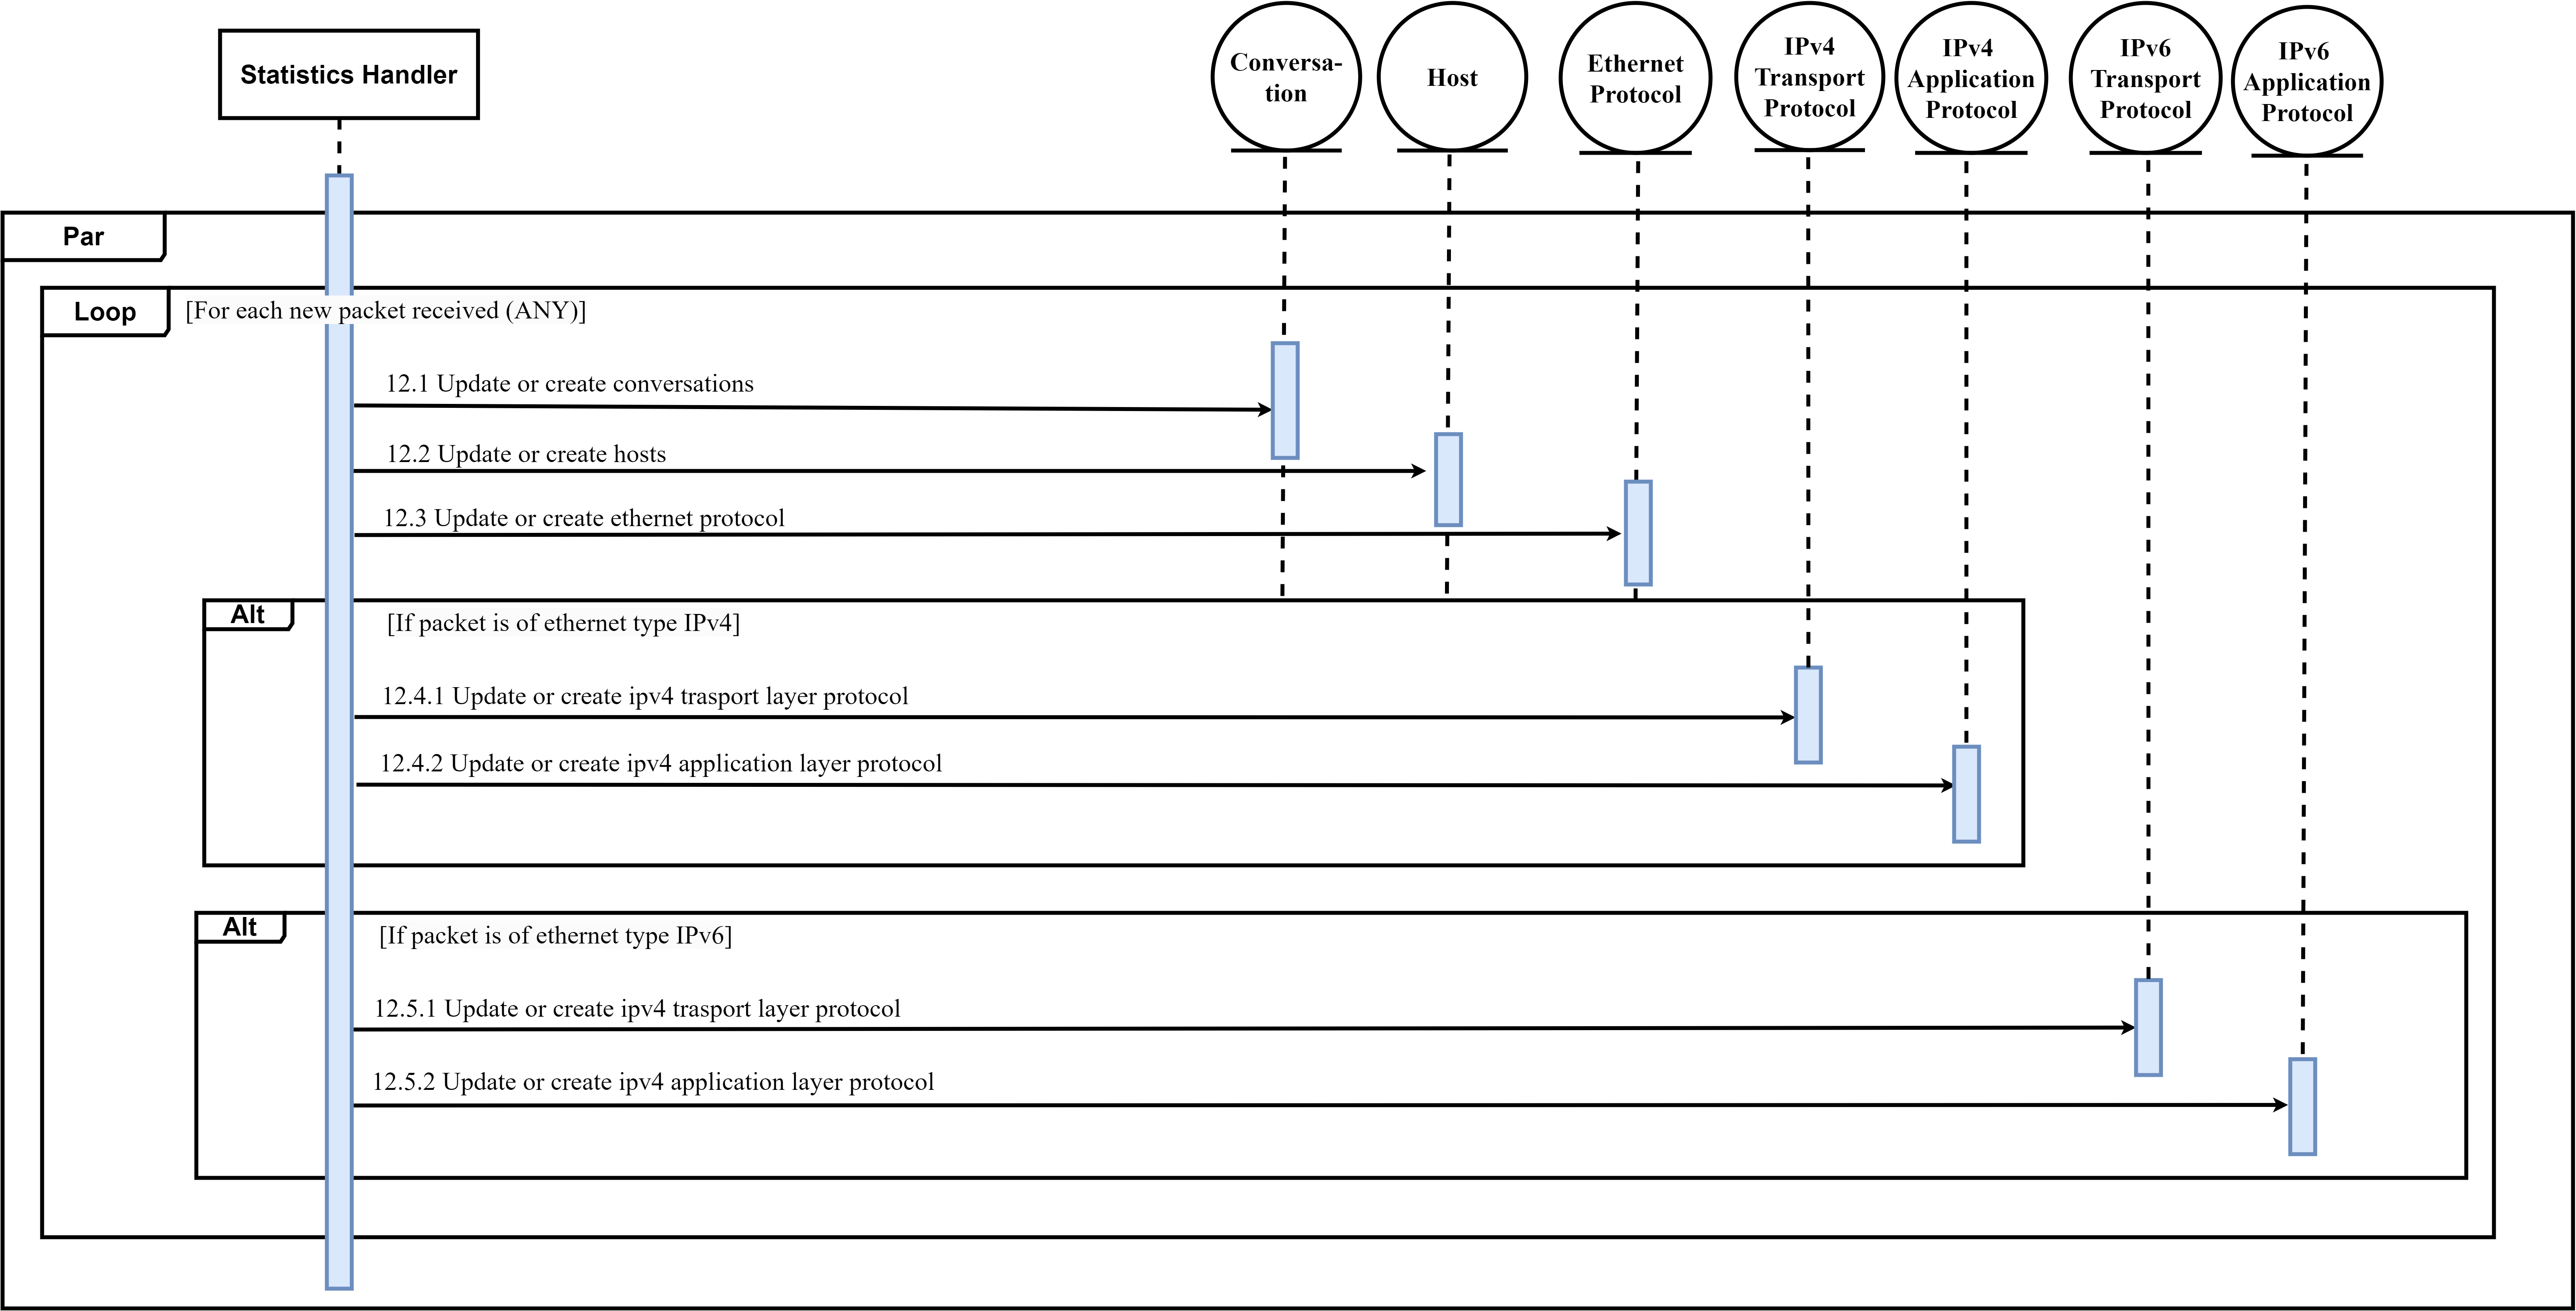 Statistics Handler
Conversa-
tion
Host
Ethernet
Protocol
IPv4
Transport
Protocol
IPv4
Application
Protocol
IPv6
Transport
Protocol
IPv6
Application
Protocol
Par
Loop
[For each new packet received (ANY)]
12.1 Update or create conversations
12.2 Update or create hosts
12.3 Update or create ethernet protocol
Alt
[If packet is of ethernet type IPv4]
12.4.1 Update or create ipv4 trasport layer protocol
12.4.2 Update or create ipv4 application layer protocol
Alt
[If packet is of ethernet type IPv6]
12.5.1 Update or create ipv4 trasport layer protocol
12.5.2 Update or create ipv4 application layer protocol